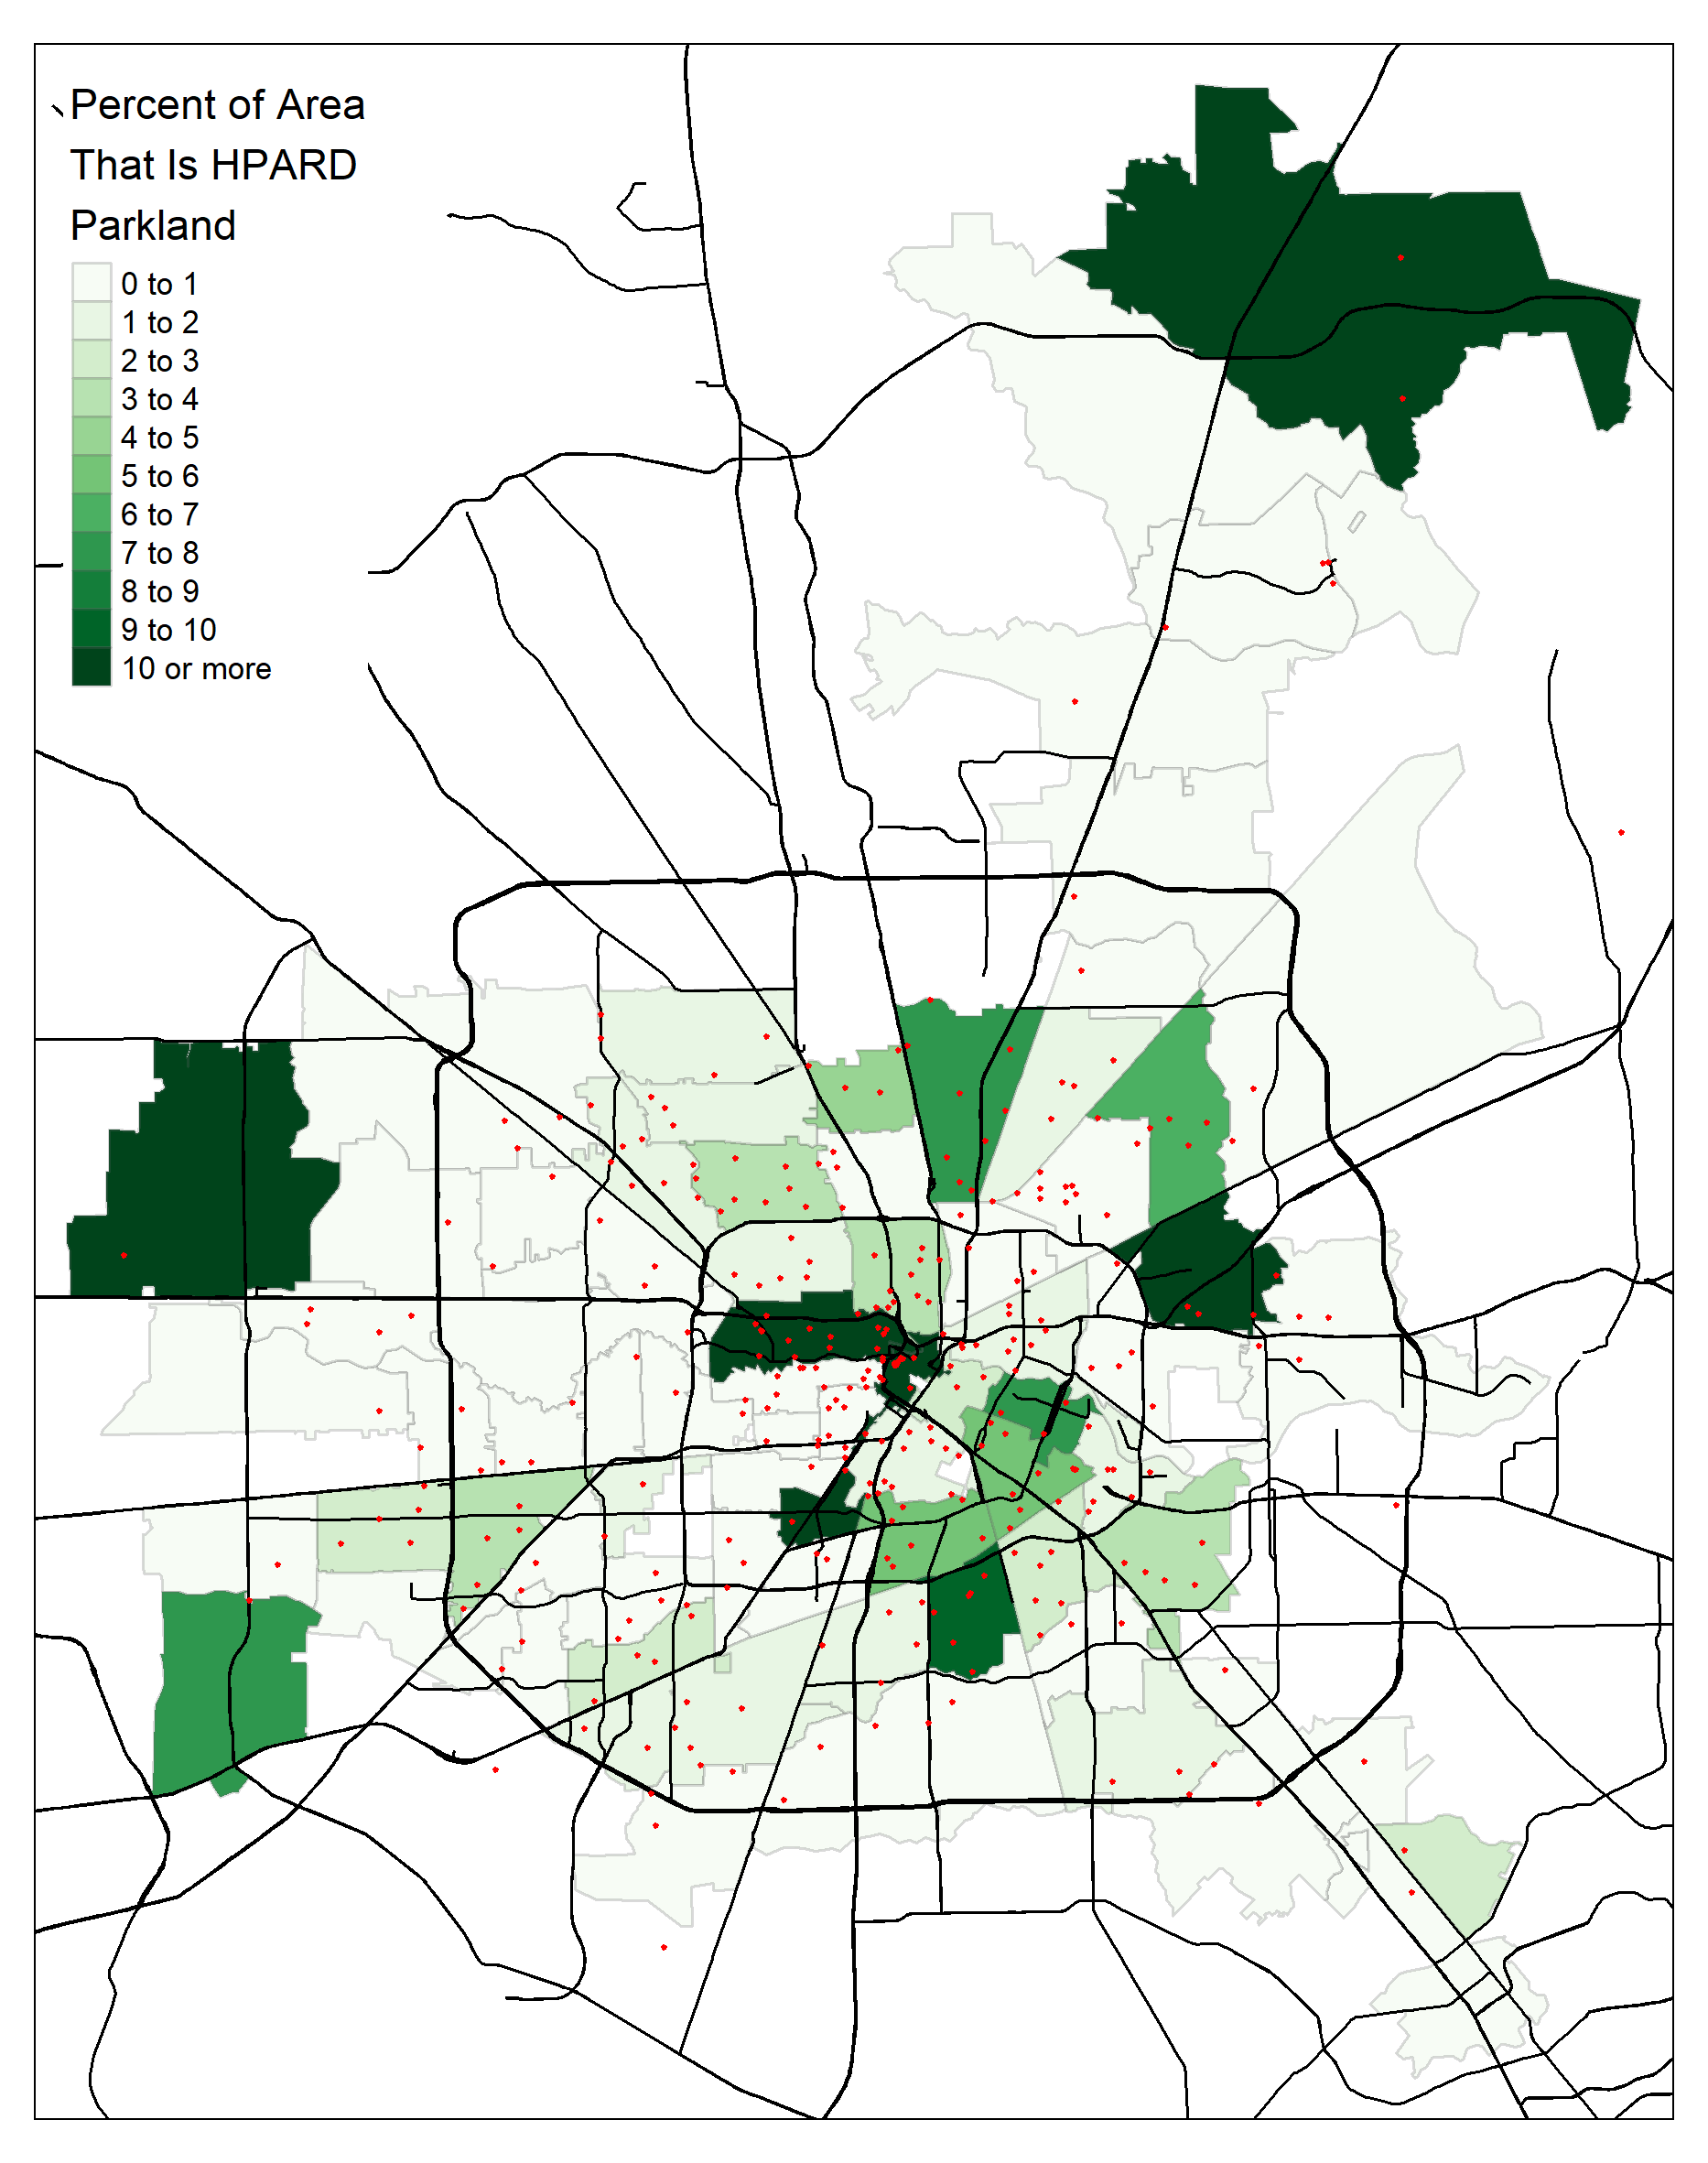 Percent of Area
That Is HPARD
Parkland
0 to 1
1 to 2
2 to 3
3 to 4
4 to 5
5 to 6
6 to 7
7 to 8
8 to 9
9 to 10
10 or more